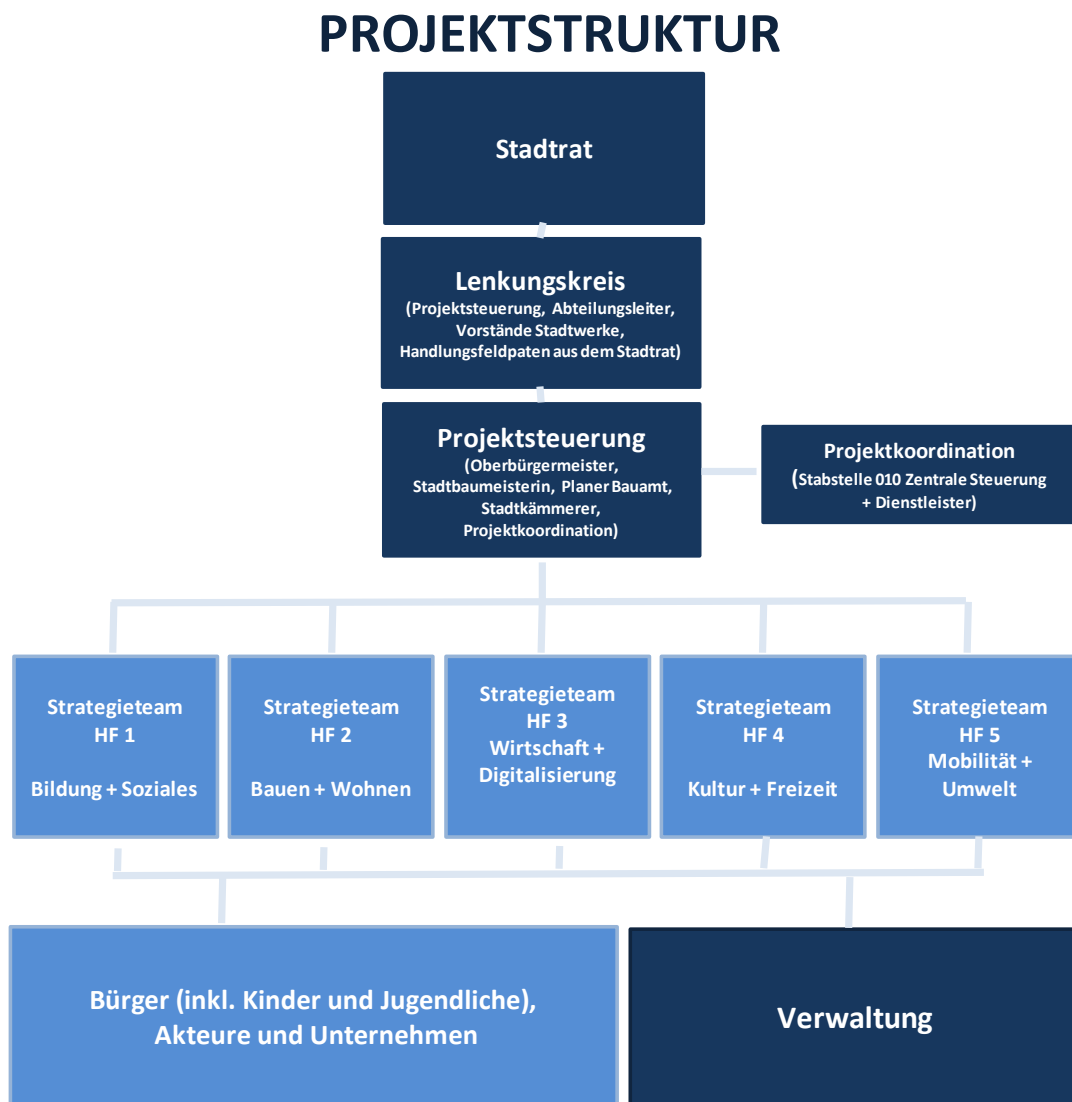 PROJEKTSTRUKTUR
Stadtrat
Lenkungskreis
(Projektsteuerung, Abteilungsleiter,
Vorstände Stadtwerke,
Handlungsfeldpaten aus dem Stadtrat)
Projektsteuerung
(Oberbürgermeister,
Stadtbaumeisterin, Planer Bauamt,
Stadtkämmerer,
Projektkoordination)
Projektkoordination
(Stabstelle 010 Zentrale Steuerung
+ Dienstleister)
Strategieteam
HF 1
Bildung + Soziales
Strategieteam
HF 2
Bauen + Wohnen
Strategieteam
HF 3
Wirtschaft +
Digitalisierung
Strategieteam
HF 4
Kultur + Freizeit
Strategieteam
HF 5
Mobilität +
Umwelt
Bürger (inkl. Kinder und Jugendliche),
Akteure und Unternehmen
Verwaltung